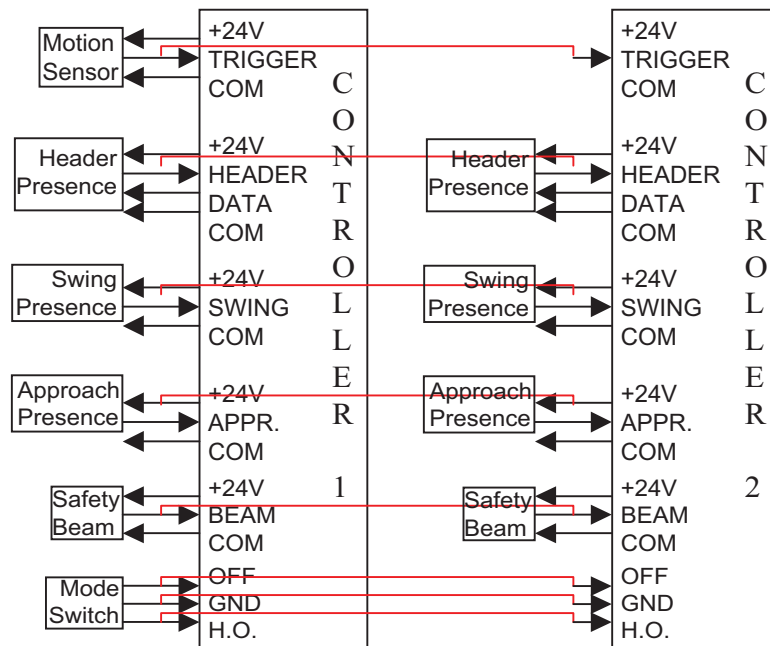 Motion
Sensor
+24V
TRIGGER
COM
Header
Presence
+24V
HEADER
DATA
COM
Swing
Presence
+24V
SWING
COM
Approach
Presence
+24V
APPR.
COM
Safety
Beam
+24V
BEAM
COM
Mode
Switch
OFF
GND
H.O.
CONTROLLER
1
+24V
TRIGGER
COM
Header
Presence
+24V
HEADER
DATA
COM
Swing
Presence
+24V
SWING
COM
Approach
Presence
+24V
APPR.
COM
Safety
Beam
+24V
BEAM
COM
OFF
GND
H.O.
CONTROLLER
2